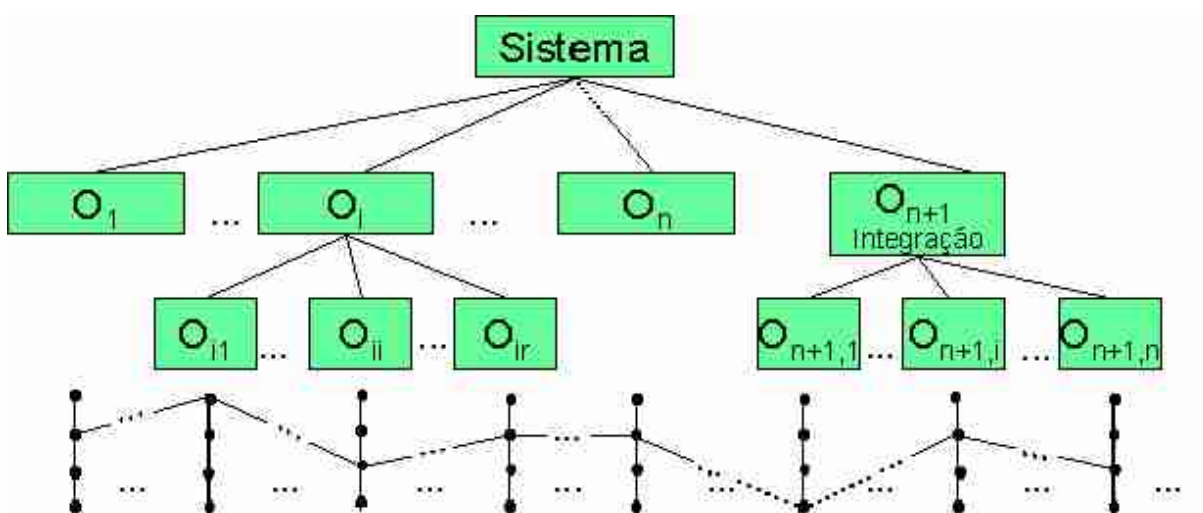 Sistema
O1 ... Oi ... On On+1
Integração
Oi1 ... Oii ... Oir On+1,1 ... On+1,i ... On+1,n
... ... ... ... ... ...
... ... ... ... ... ... ... ...